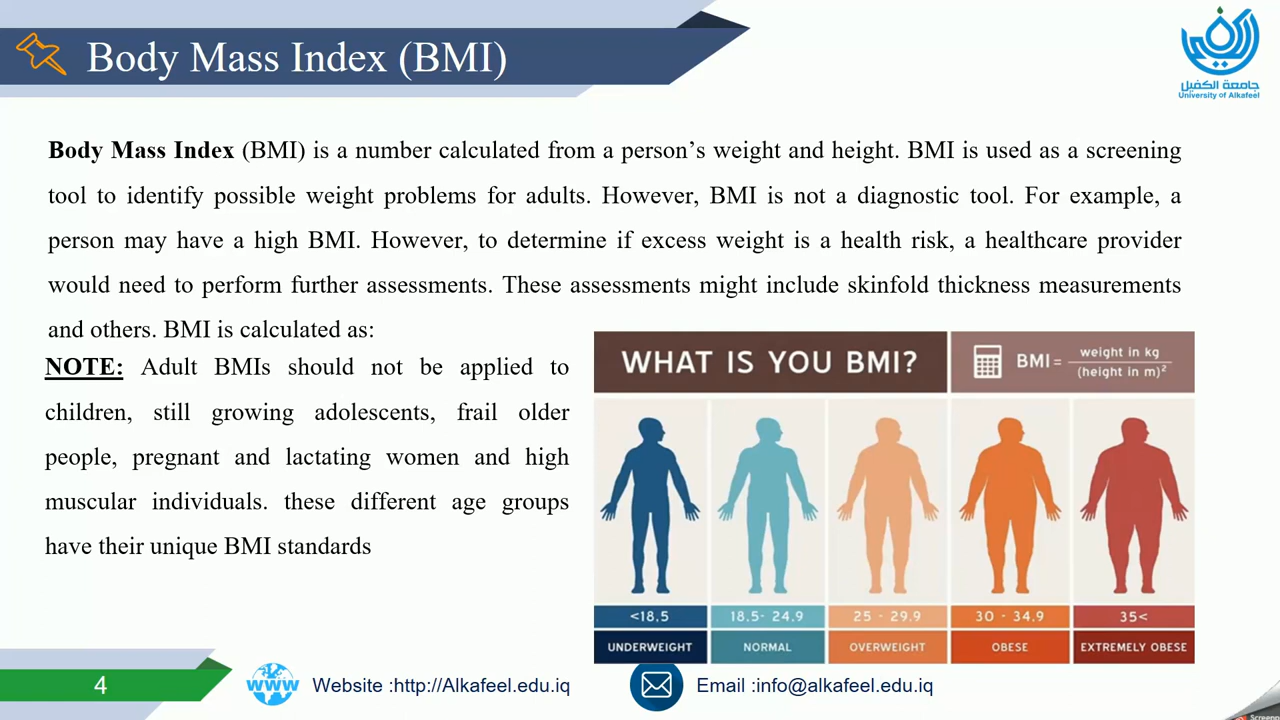 Body Mass Index (BMI)
جامعة الكفيل
University of Alkafeel
Body Mass Index (BMI) is a number calculated from a person’s weight and height. BMI is used as a screening
tool to identify possible weight problems for adults. However, BMI is not a diagnostic tool. For example, a
person may have a high BMI. However, to determine if excess weight is a health risk, a healthcare provider
would need to perform further assessments. These assessments might include skinfold thickness measurements
and others. BMI is calculated as:
NOTE: Adult BMIs should not be applied to
children, still growing adolescents, frail older
people, pregnant and lactating women and high
muscular individuals. these different age groups
have their unique BMI standards
WHAT IS YOU BMI?
BMI = weight in kg
(height in m)²
<18.5
18.5- 24.9
25 - 29.9
30 - 34.9
35<
UNDERWEIGHT
NORMAL
OVERWEIGHT
OBESE
EXTREMELY OBESE
4
WWW
Website :http://Alkafeel.edu.iq
Email :info@alkafeel.edu.iq